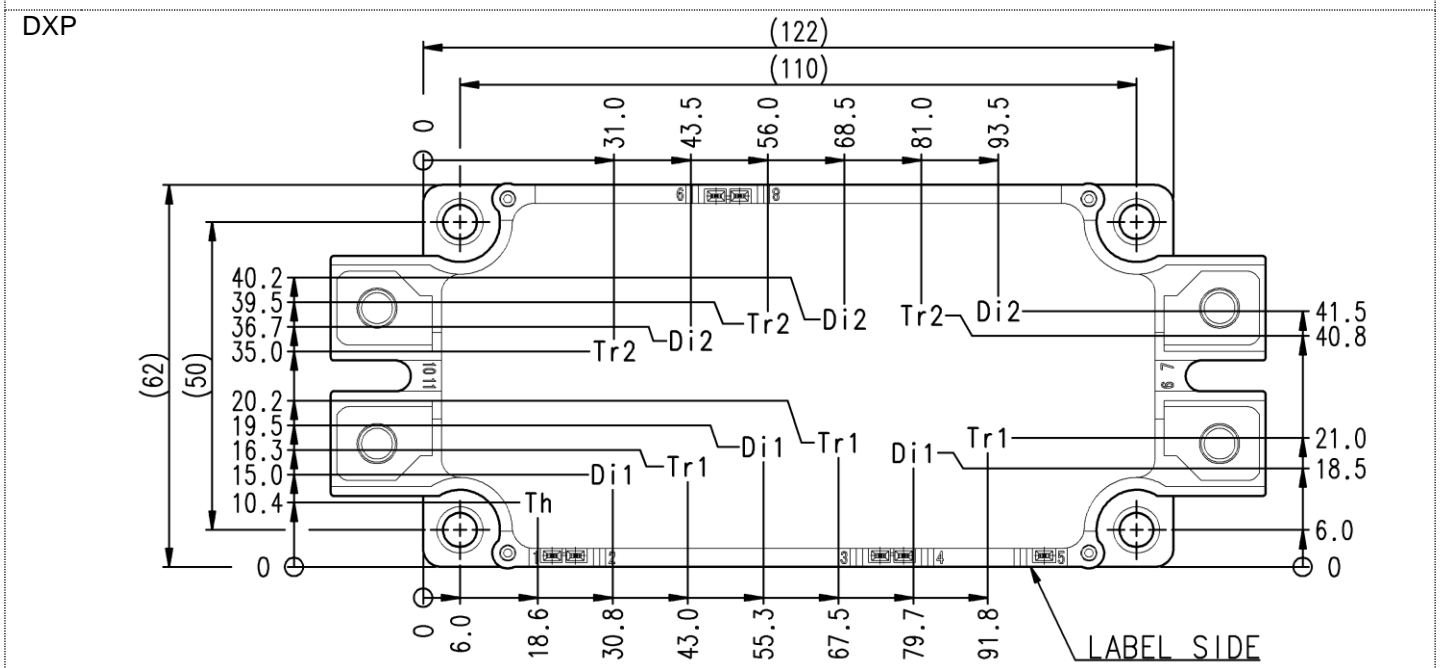 DXP
(122)
(110)
0 31.0 43.5 56.0 68.5 81.0 93.5
6 8
40.2
39.5
36.7
35.0
Tr2 Di2 Tr2 Di2 Tr2 Di2
41.5
40.8
(62) (50)
10 11 7 9
20.2
19.5
16.3
15.0
10.4
Th Di1 Tr1 Di1 Tr1 Di1 Tr1
21.0
18.5
6.0
1 2 3 4 5
0 0
0 6.0 18.6 30.8 43.0 55.3 67.5 79.7 91.8
LABEL SIDE